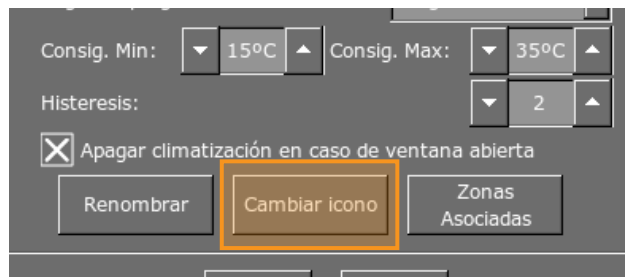 Consig. Min: 15ºC Consig. Max: 35ºC
Histeresis: 2
Apagar climatización en caso de ventana abierta
Renombrar
Cambiar icono
Zonas
Asociadas